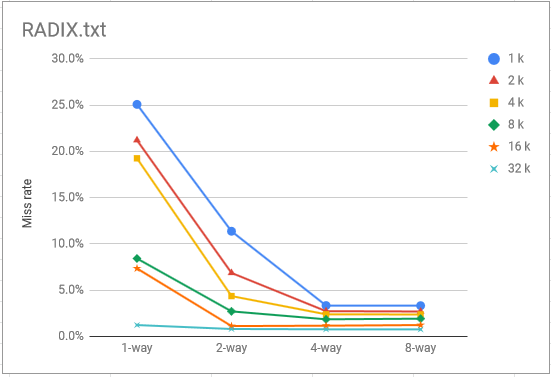 RADIX.txt
30.0%
25.0%
20.0%
15.0%
10.0%
5.0%
0.0%
Miss rate
1-way 2-way 4-way 8-way
1 k
2 k
4 k
8 k
16 k
32 k